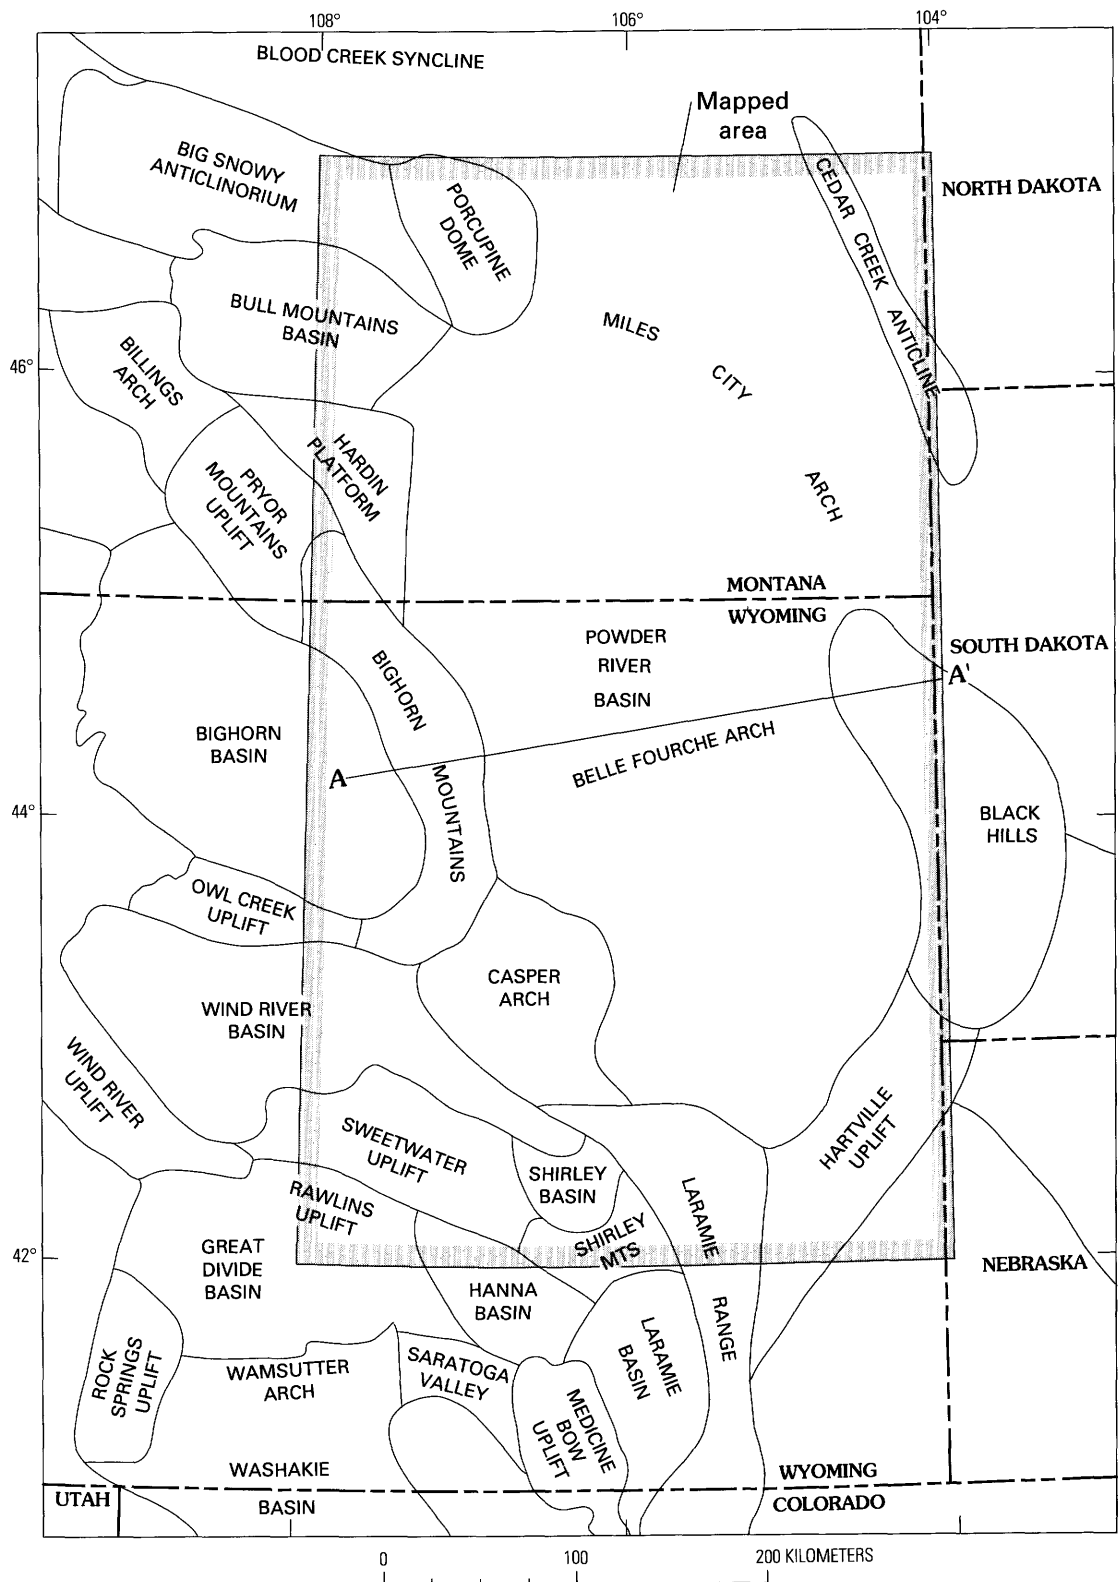 108°
106°
104°
BLOOD CREEK SYNCLINE
Mapped
area
BIG SNOWY
ANTICLINORIUM
PORCUPINE
DOME
CEDAR CREEK ANTICLINE
NORTH DAKOTA
BULL MOUNTAINS
BASIN
MILES
CITY
ARCH
46°
BILLINGS
ARCH
HARDIN
PLATFORM
PRYOR
MOUNTAINS
UPLIFT
MONTANA
WYOMING
POWDER
RIVER
BASIN
SOUTH DAKOTA
A'
BIGHORN
MOUNTAINS
BIGHORN
BASIN
A
BELLE FOURCHE ARCH
44°
BLACK
HILLS
OWL CREEK
UPLIFT
CASPER
ARCH
WIND RIVER
BASIN
WIND RIVER
UPLIFT
SWEETWATER
UPLIFT
SHIRLEY
BASIN
HARTVILLE
UPLIFT
RAWLINS
UPLIFT
SHIRLEY
MTS
LARAMIE
RANGE
42°
GREAT
DIVIDE
BASIN
HANNA
BASIN
NEBRASKA
LARAMIE
BASIN
ROCK
SPRINGS
UPLIFT
WAMSUTTER
ARCH
SARATOGA
VALLEY
MEDICINE
BOW
UPLIFT
WASHAKIE
BASIN
WYOMING
COLORADO
UTAH
0 100 200 KILOMETERS